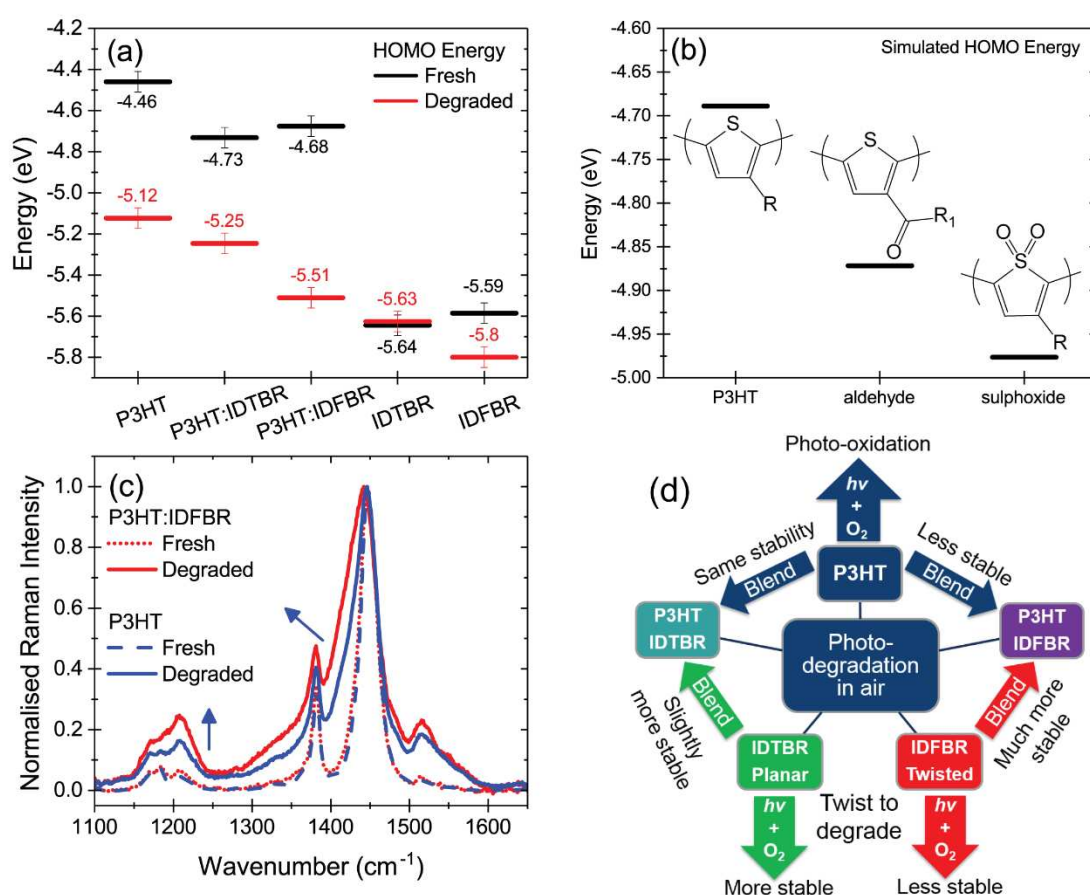 (a)
HOMO Energy
Fresh
Degraded
Energy (eV)
-4.2
-4.4
-4.6
-4.8
-5.0
-5.2
-5.4
-5.6
-5.8
-4.46
-5.12
-4.73
-5.25
-4.68
-5.51
-5.63
-5.64
-5.59
-5.8
P3HT
P3HT:IDTBR
P3HT:IDFBR
IDTBR
IDFBR
(b)
Simulated HOMO Energy
Energy (eV)
-4.60
-4.65
-4.70
-4.75
-4.80
-4.85
-4.90
-4.95
-5.00
S
R
S
O
R1
O O
S
R
P3HT
aldehyde
sulphoxide
(c)
P3HT:IDFBR
Fresh
Degraded
P3HT
Fresh
Degraded
Normalised Raman Intensity
1.0
0.8
0.6
0.4
0.2
0.0
1100 1200 1300 1400 1500 1600
Wavenumber (cm⁻¹)
(d)
Photo-oxidation
hν
+
O₂
Same stability
Blend
P3HT
Less stable
Blend
P3HT
IDTBR
P3HT
IDFBR
Photo-
degradation
in air
Slightly
more stable
Blend
Blend
Much more
stable
IDTBR
Planar
IDFBR
Twisted
hν
+
O₂
Twist to
degrade
hν
+
O₂
More stable
Less stable